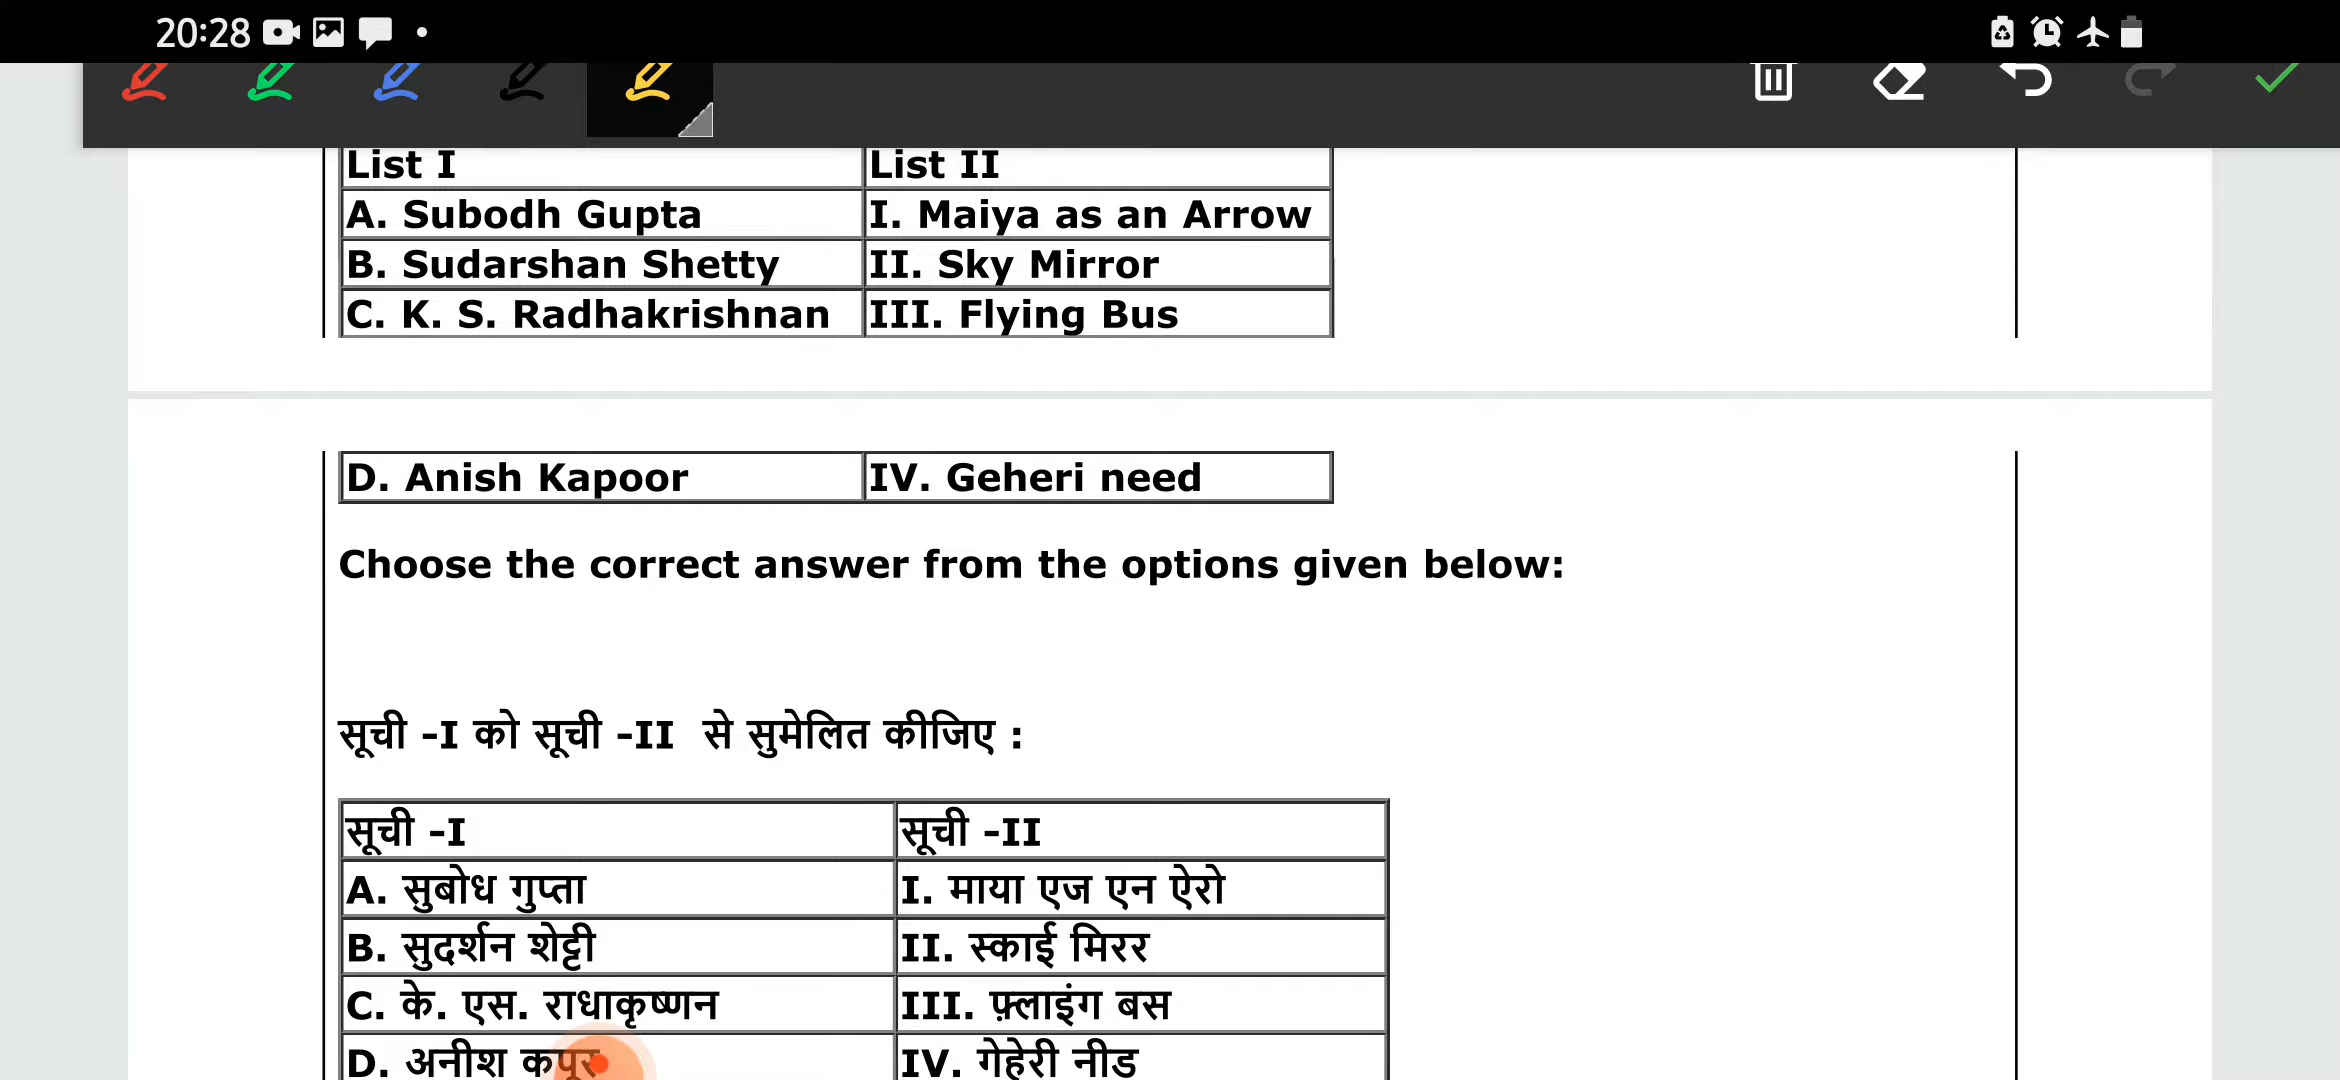 20:28
List I List II
A. Subodh Gupta I. Maiya as an Arrow
B. Sudarshan Shetty II. Sky Mirror
C. K. S. Radhakrishnan III. Flying Bus
D. Anish Kapoor IV. Geheri need
Choose the correct answer from the options given below:
सूची -I को सूची -II से सुमेलित कीजिए :
सूची -I सूची -II
A. सुबोध गुप्ता I. माया एज एन ऐरो
B. सुदर्शन शेट्टी II. स्काई मिरर
C. के. एस. राधाकृष्णन III. फ़्लाइंग बस
D. अनीश कपूर IV. गेहेरी नीड